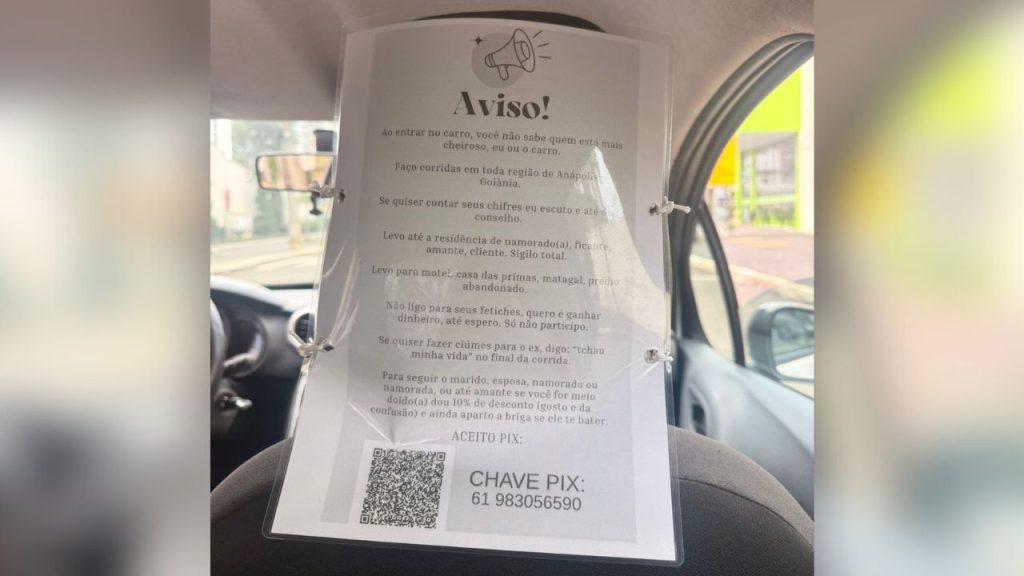 Aviso!
Ao entrar no carro, você não sabe quem está mais
cheiroso, eu ou o carro.
Faço corridas em toda região de Anápolis
Goiânia.
Se quiser contar seus chifres eu escuto e até
conselho.
Levo até a residência de namorado(a), ficante,
amante, cliente. Sigilo total.
Levo para motel, casa das primas, matagal, prédio
abandonado.
Não ligo para seus fetiches, quero é ganhar
dinheiro, até espero. Só não participo.
Se quiser fazer ciúmes para o ex, digo: "tchau
minha vida" no final da corrida.
Para seguir o marido, esposa, namorado ou
namorada, ou até amante se você for meio
doido(a) dou 10% de desconto (gosto e da
confusão) e ainda aparto a briga se ele te bater.
ACEITO PIX:
CHAVE PIX:
61 983056590